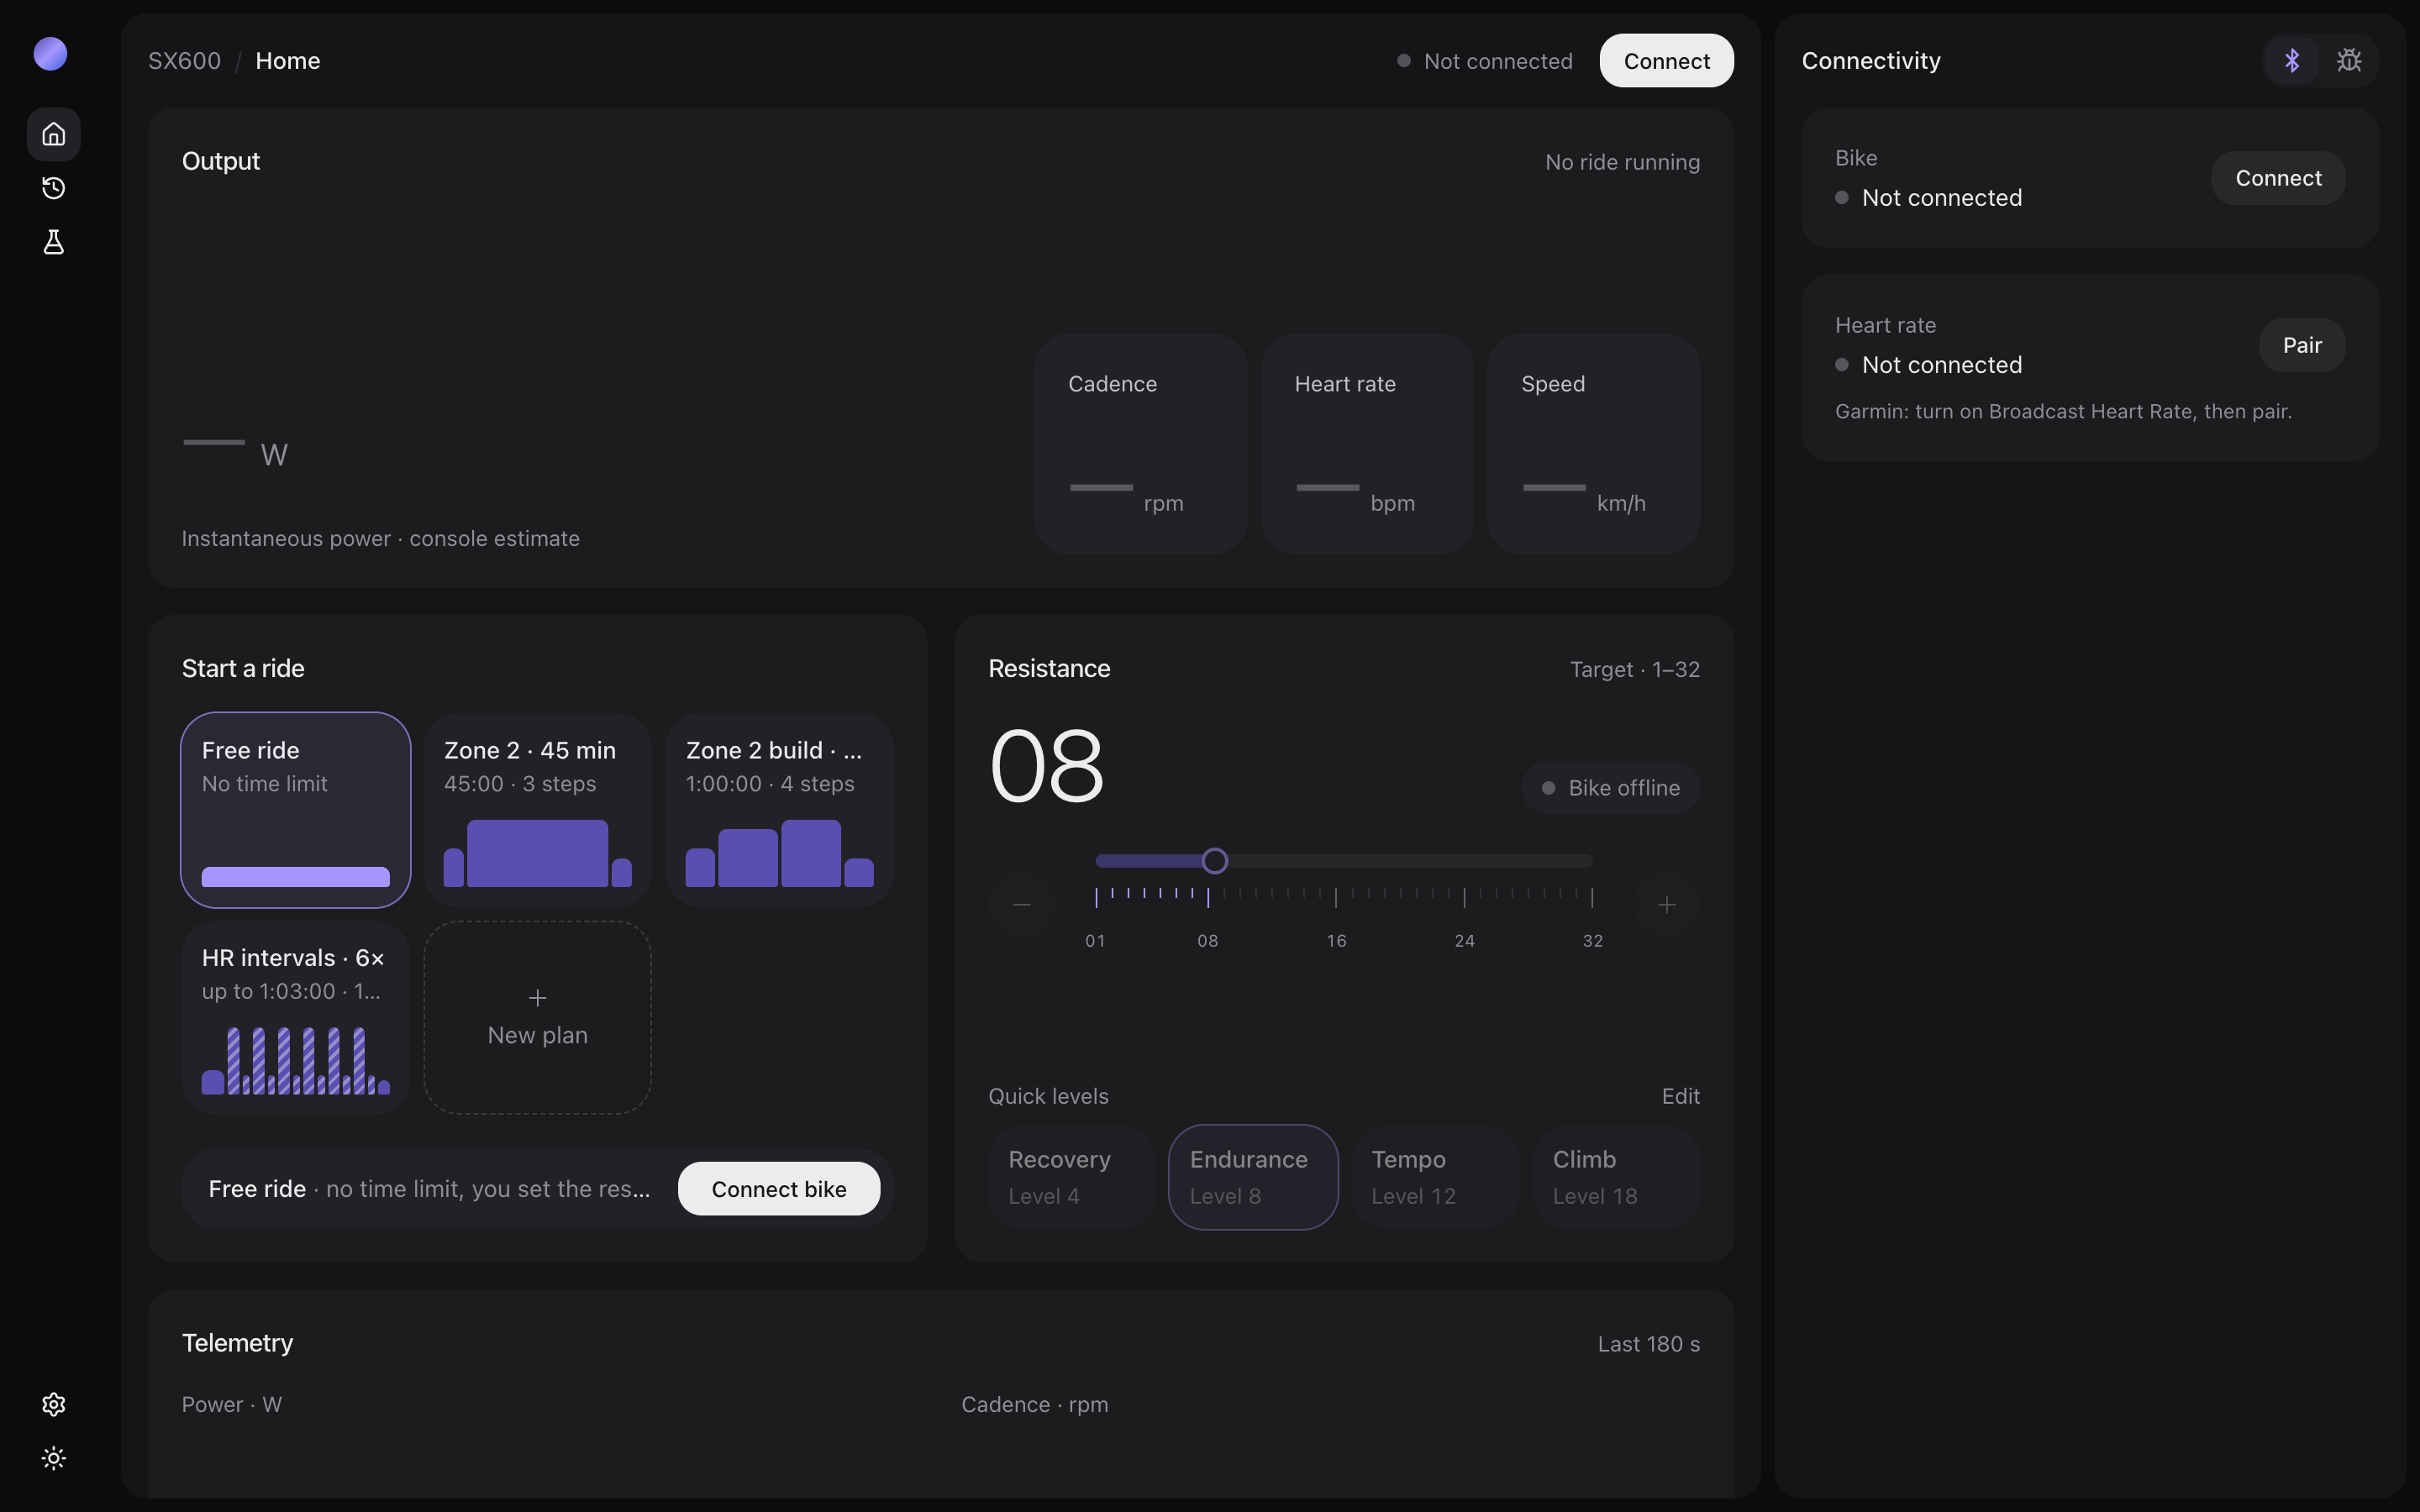 SX600 / Home
Not connected
Connect
Output
No ride running
— W
Instantaneous power · console estimate
Cadence
— rpm
Heart rate
— bpm
Speed
— km/h
Start a ride
Free ride
No time limit
Zone 2 · 45 min
45:00 · 3 steps
Zone 2 build · ...
1:00:00 · 4 steps
HR intervals · 6×
up to 1:03:00 · 1...
+
New plan
Free ride · no time limit, you set the res...
Connect bike
Resistance
Target · 1–32
08
Bike offline
01 08 16 24 32
Quick levels
Edit
Recovery
Level 4
Endurance
Level 8
Tempo
Level 12
Climb
Level 18
Telemetry
Last 180 s
Power · W
Cadence · rpm
Connectivity
Bike
Not connected
Connect
Heart rate
Not connected
Pair
Garmin: turn on Broadcast Heart Rate, then pair.